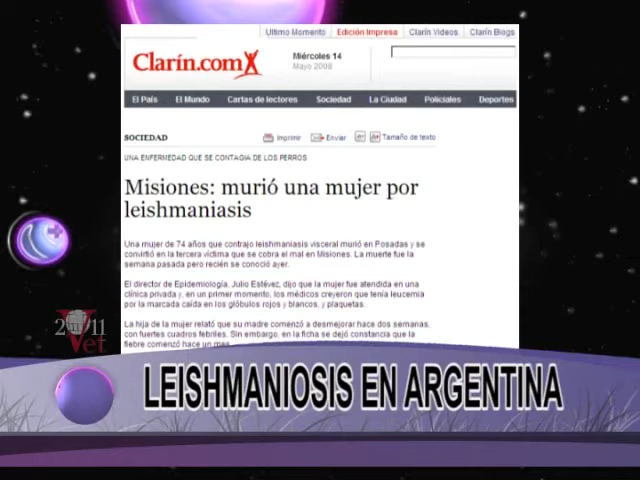 Ultimo Momento
Edición Impresa
Clarín Videos
Clarín Blogs
Clarín.com
Miércoles 14
Mayo 2008
El País
El Mundo
Cartas de lectores
Sociedad
La Ciudad
Policiales
Deportes
SOCIEDAD
Imprimir
Enviar
Tamaño de texto
UNA ENFERMEDAD QUE SE CONTAGIA DE LOS PERROS
Misiones: murió una mujer por
leishmaniasis
Una mujer de 74 años que contrajo leishmaniasis visceral murió en Posadas y se
convirtió en la tercera víctima que se cobra el mal en Misiones. La muerte fue la
semana pasada pero recién se conoció ayer.
El director de Epidemiología, Julio Estévez, dijo que la mujer fue atendida en una
clínica privada y, en un primer momento, los médicos creyeron que tenía leucemia
por la marcada caída en los glóbulos rojos y blancos, y plaquetas.
La hija de la mujer relató que su madre comenzó a desmejorar hace dos semanas,
con fuertes cuadros febriles. Sin embargo, en la ficha se dejó constancia que la
fiebre comenzó hace un mes
2011
Vet
LEISHMANIOSIS EN ARGENTINA